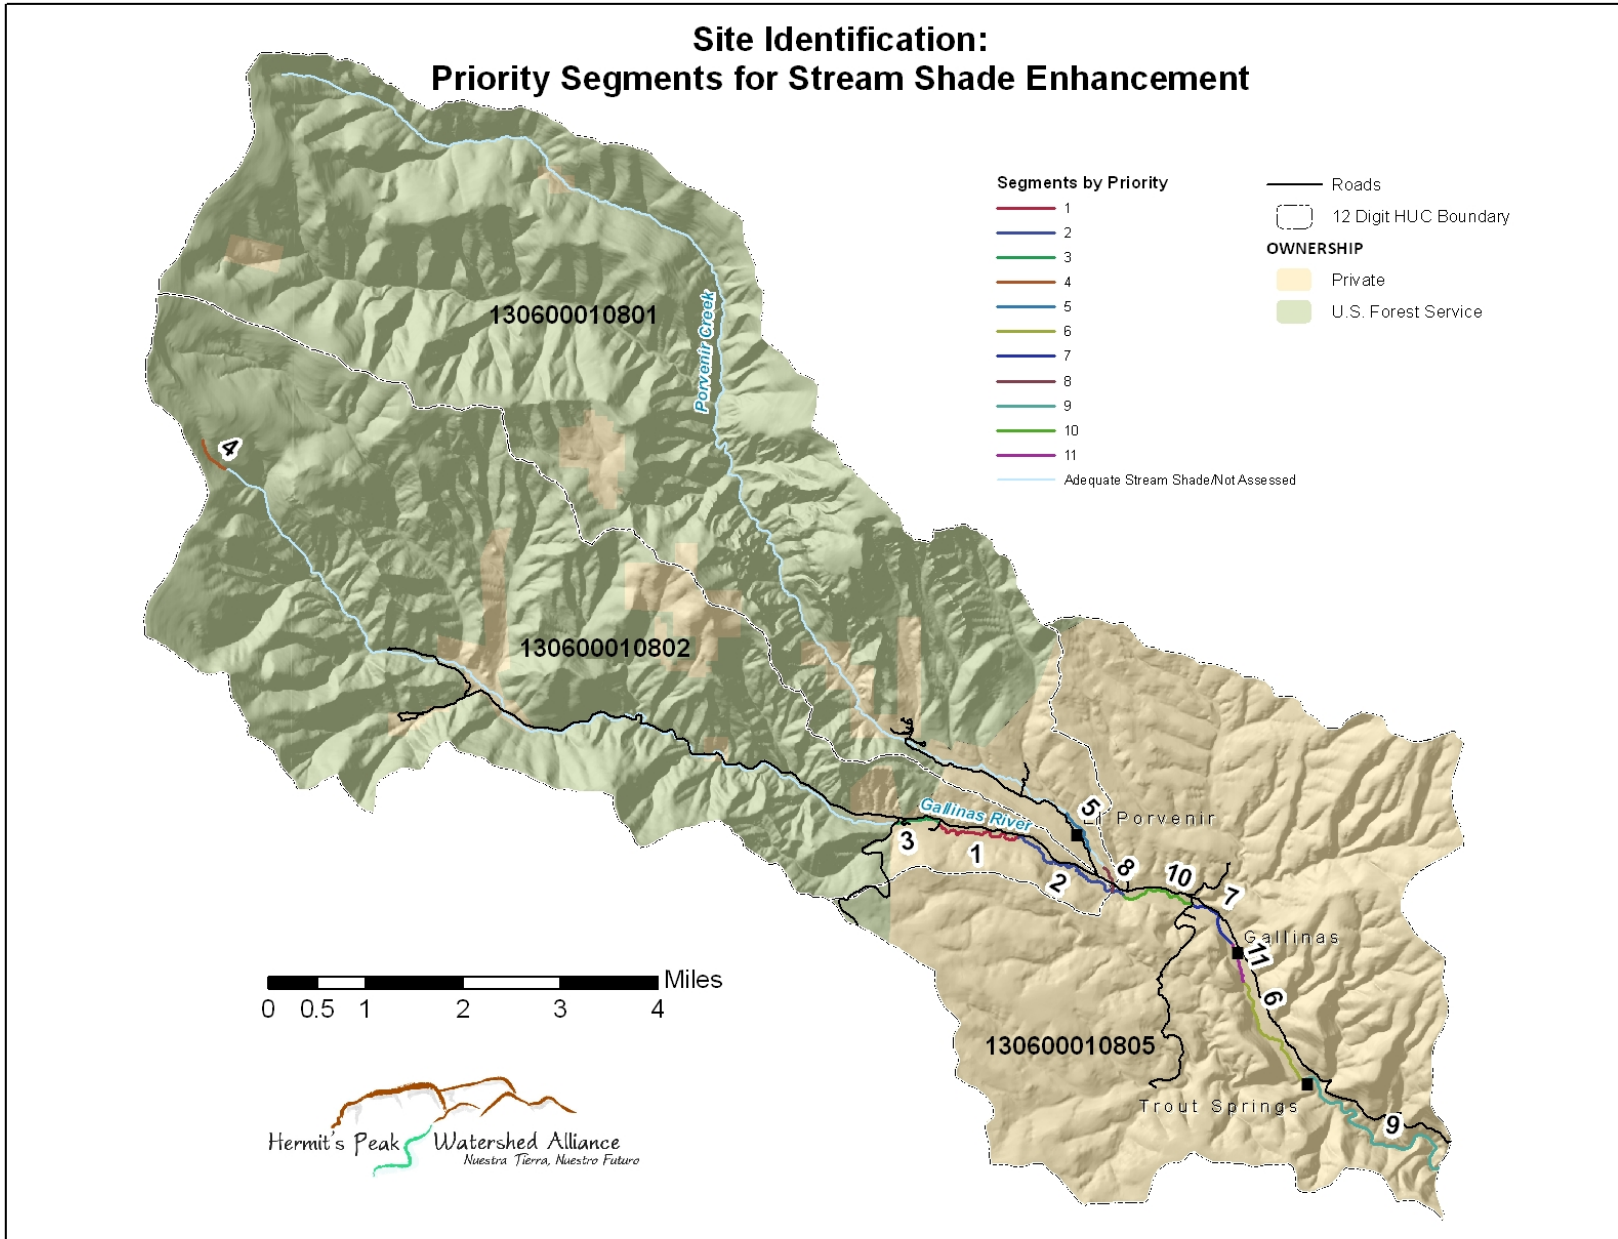 Site Identification:
Priority Segments for Stream Shade Enhancement
Segments by Priority
1
2
3
4
5
6
7
8
9
10
11
Adequate Stream Shade/Not Assessed
Roads
12 Digit HUC Boundary
OWNERSHIP
Private
U.S. Forest Service
130600010801
Porvenir Creek
4
130600010802
Gallinas River
3
1
2
5
El Porvenir
8
10
7
Gallinas
11
6
130600010805
Trout Springs
9
Miles
0 0.5 1 2 3 4
Hermit's Peak Watershed Alliance
Nuestra Tierra, Nuestro Futuro